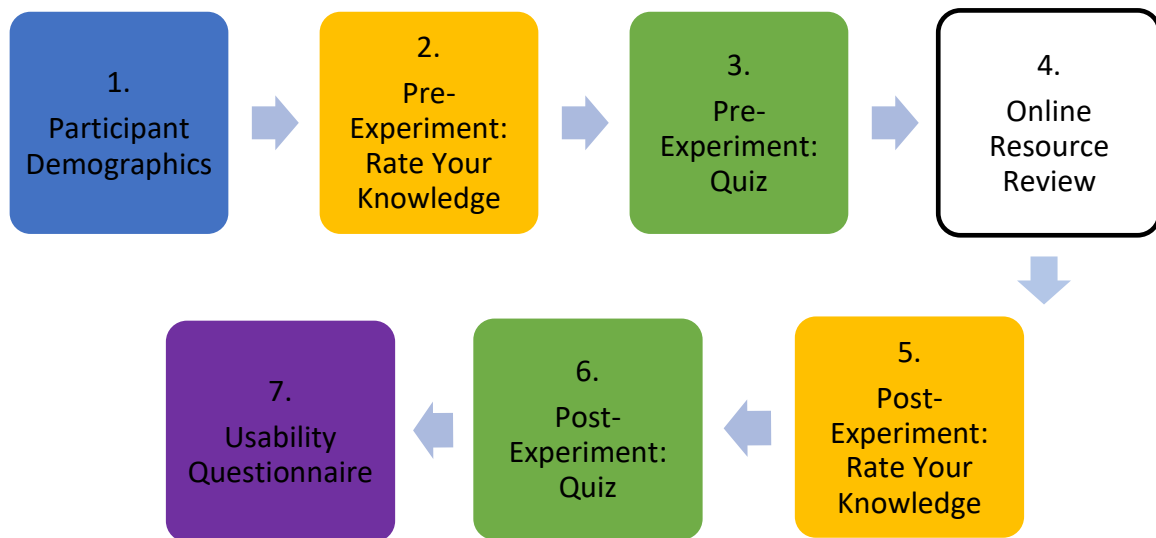 1.
Participant
Demographics
2.
Pre-
Experiment:
Rate Your
Knowledge
3.
Pre-
Experiment:
Quiz
4.
Online
Resource
Review
5.
Post-
Experiment:
Rate Your
Knowledge
6.
Post-
Experiment:
Quiz
7.
Usability
Questionnaire